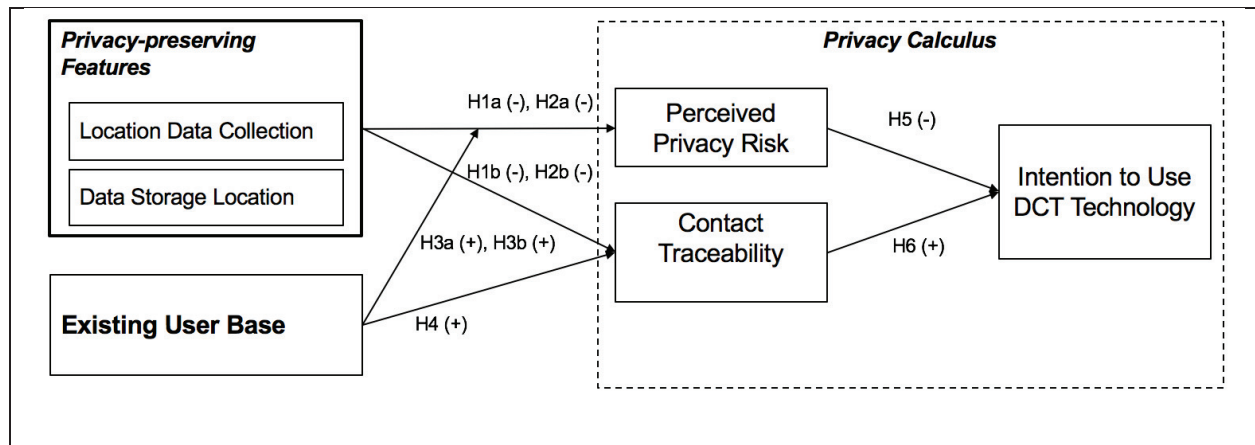 Privacy-preserving
Features
Location Data Collection
Data Storage Location
Existing User Base
H1a (-), H2a (-)
H1b (-), H2b (-)
H3a (+), H3b (+)
H4 (+)
Privacy Calculus
Perceived
Privacy Risk
Contact
Traceability
H5 (-)
H6 (+)
Intention to Use
DCT Technology